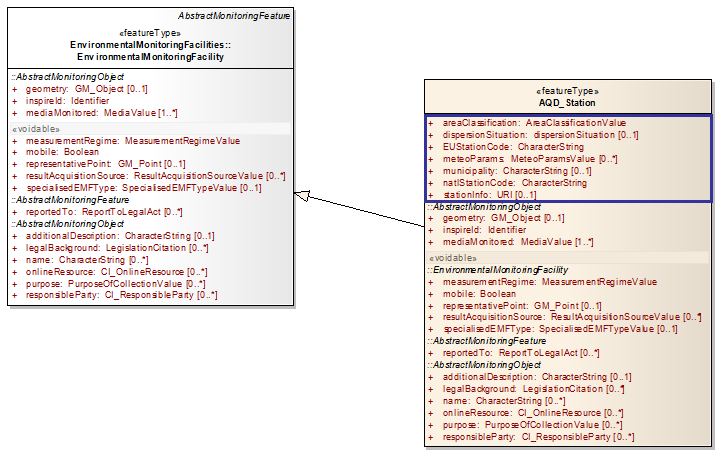 AbstractMonitoringFeature
«featureType»
EnvironmentalMonitoringFacilities::
EnvironmentalMonitoringFacility
::AbstractMonitoringObject
+ geometry: GM_Object [0..1]
+ inspireId: Identifier
+ mediaMonitored: MediaValue [1..*]
«voidable»
+ measurementRegime: MeasurementRegimeValue
+ mobile: Boolean
+ representativePoint: GM_Point [0..1]
+ resultAcquisitionSource: ResultAcquisitionSourceValue [0..*]
+ specialisedEMFType: SpecialisedEMFTypeValue [0..1]
::AbstractMonitoringFeature
+ reportedTo: ReportToLegalAct [0..*]
::AbstractMonitoringObject
+ additionalDescription: CharacterString [0..1]
+ legalBackground: LegislationCitation [0..*]
+ name: CharacterString [0..*]
+ onlineResource: CI_OnlineResource [0..*]
+ purpose: PurposeOfCollectionValue [0..*]
+ responsibleParty: CI_ResponsibleParty [0..*]
«featureType»
AQD_Station
+ areaClassification: AreaClassificationValue
+ dispersionSituation: dispersionSituation [0..1]
+ EUStationCode: CharacterString
+ meteoParams: MeteoParamsValue [0..*]
+ municipality: CharacterString [0..1]
+ natlStationCode: CharacterString
+ stationInfo: URI [0..1]
::AbstractMonitoringObject
+ geometry: GM_Object [0..1]
+ inspireId: Identifier
+ mediaMonitored: MediaValue [1..*]
«voidable»
::EnvironmentalMonitoringFacility
+ measurementRegime: MeasurementRegimeValue
+ mobile: Boolean
+ representativePoint: GM_Point [0..1]
+ resultAcquisitionSource: ResultAcquisitionSourceValue [0..*]
+ specialisedEMFType: SpecialisedEMFTypeValue [0..1]
::AbstractMonitoringFeature
+ reportedTo: ReportToLegalAct [0..*]
::AbstractMonitoringObject
+ additionalDescription: CharacterString [0..1]
+ legalBackground: LegislationCitation [0..*]
+ name: CharacterString [0..*]
+ onlineResource: CI_OnlineResource [0..*]
+ purpose: PurposeOfCollectionValue [0..*]
+ responsibleParty: CI_ResponsibleParty [0..*]